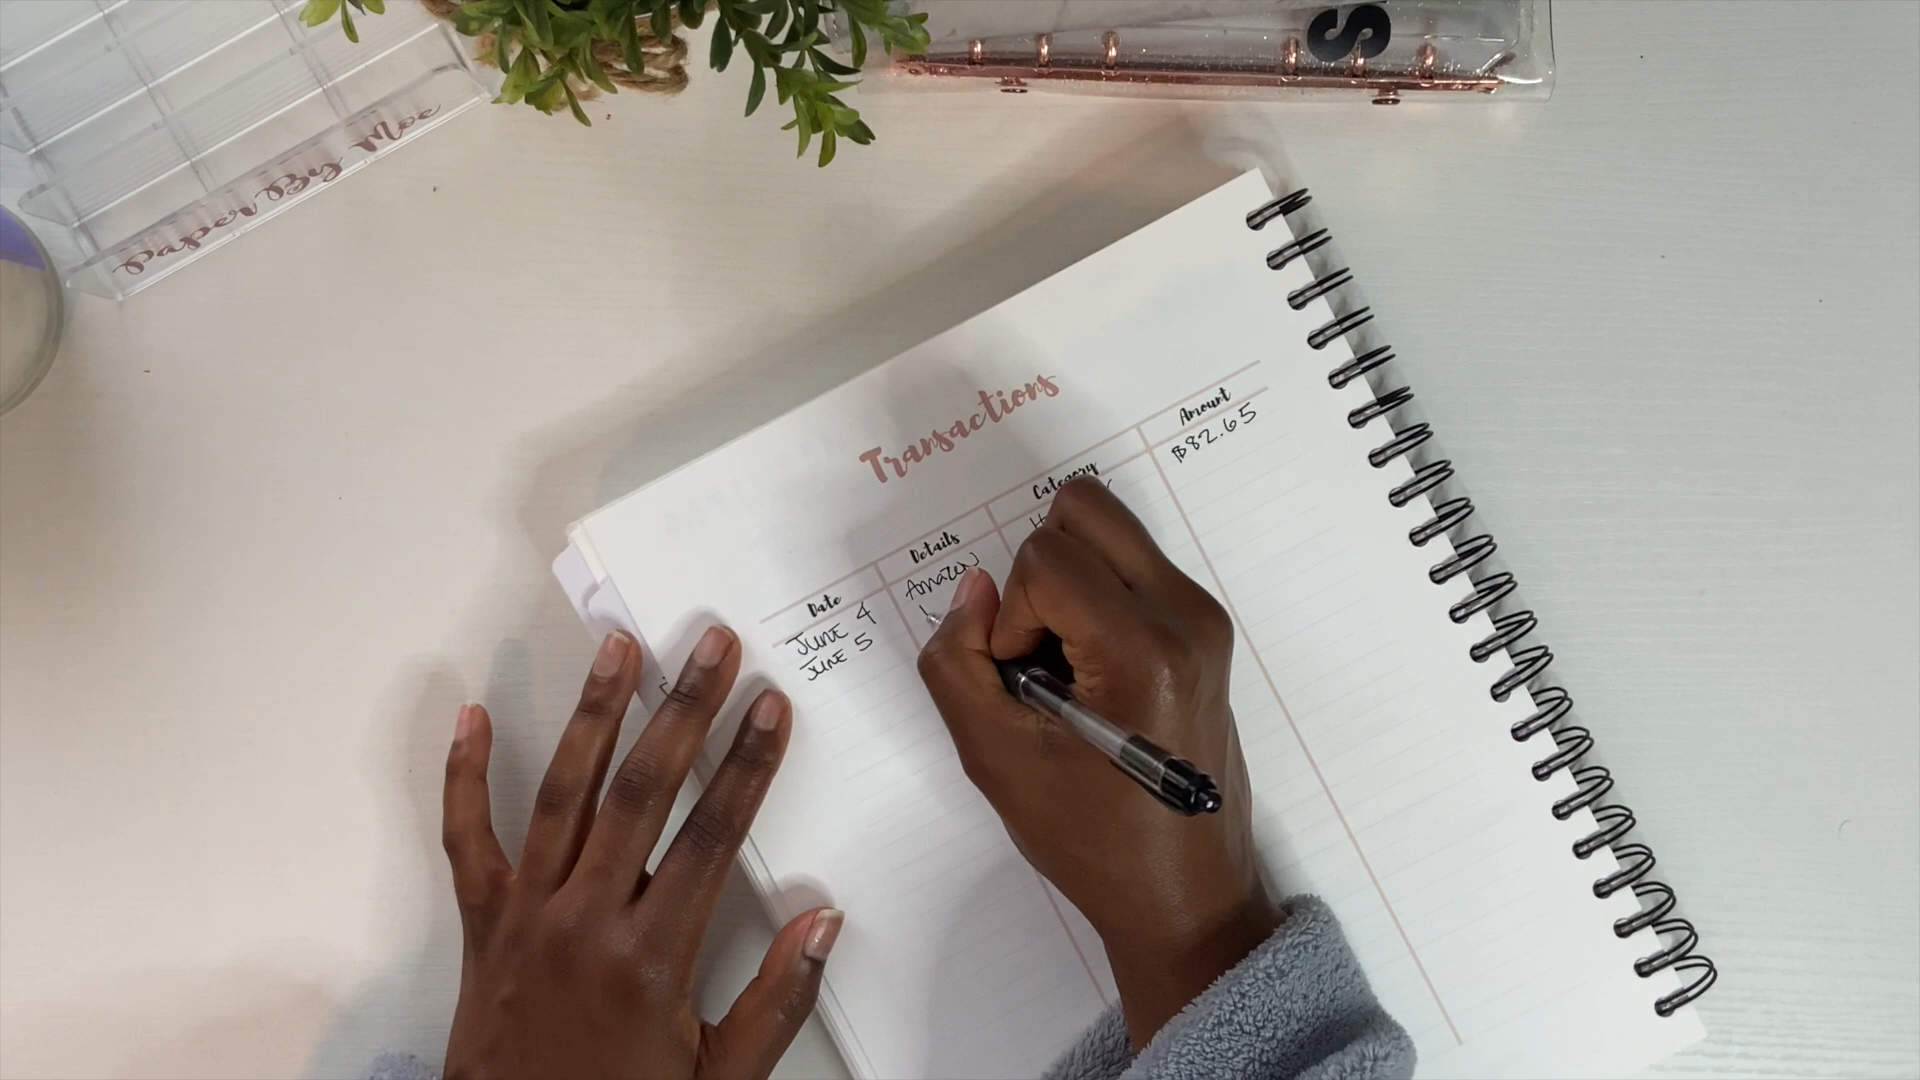 Paper By Moe
S
Transactions
Date Details Category Amount
June 4 Amazon $82.65
June 5